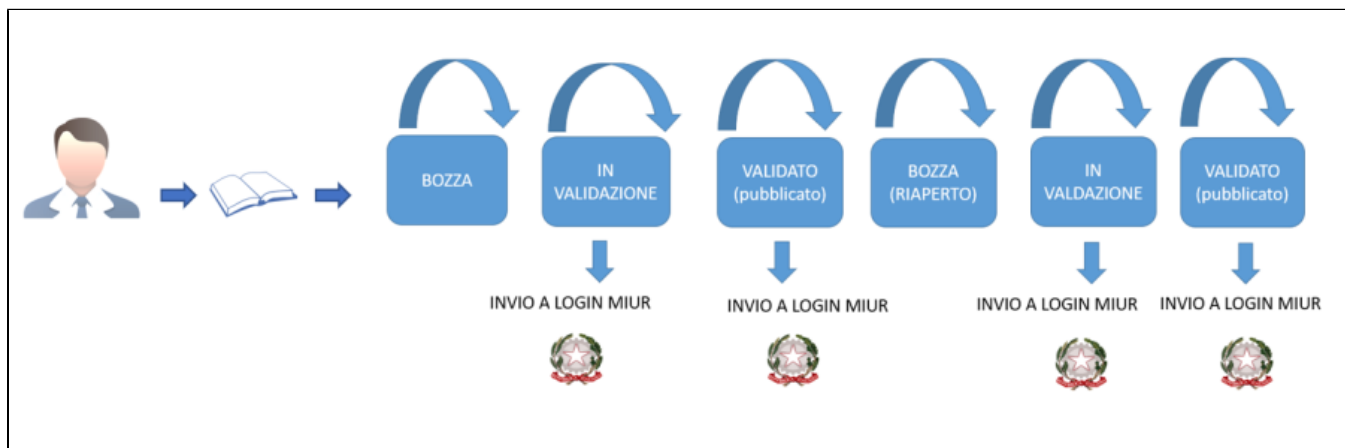 BOZZA
IN
VALIDAZIONE
VALIDATO
(pubblicato)
BOZZA
(RIAPERTO)
IN
VALDAZIONE
VALIDATO
(pubblicato)
INVIO A LOGIN MIUR
INVIO A LOGIN MIUR
INVIO A LOGIN MIUR
INVIO A LOGIN MIUR